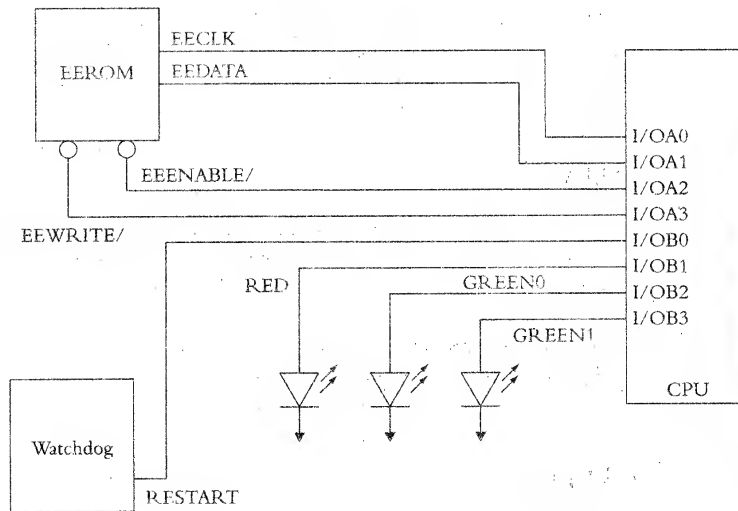 EECLK
EEROM
EEDATA
I/OA0
I/OA1
EEENABLE/
I/OA2
I/OA3
EEWRITE/
I/OB0
I/OB1
RED
GREEN0
I/OB2
I/OB3
GREEN1
CPU
Watchdog
RESTART